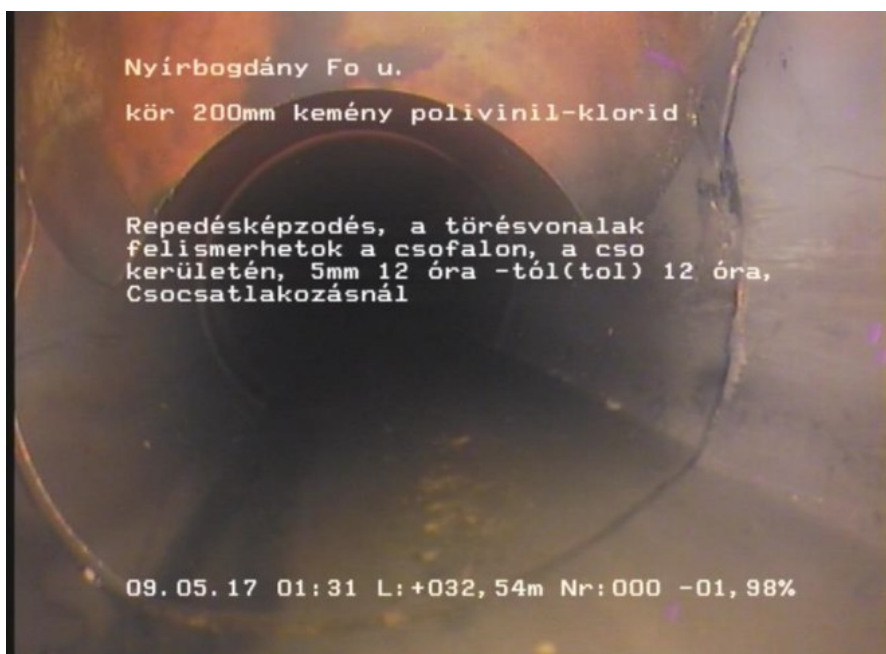 Nyírbogdány Fo u.
kör 200mm kemény polivinil-klorid
Repedésképzodés, a törésvonalak
felismerhetok a csofalon, a cso
kerületén, 5mm 12 óra -tól(tol) 12 óra,
Csocsatlakozásnál
09.05.17 01:31 L:+032,54m Nr:000 -01,98%